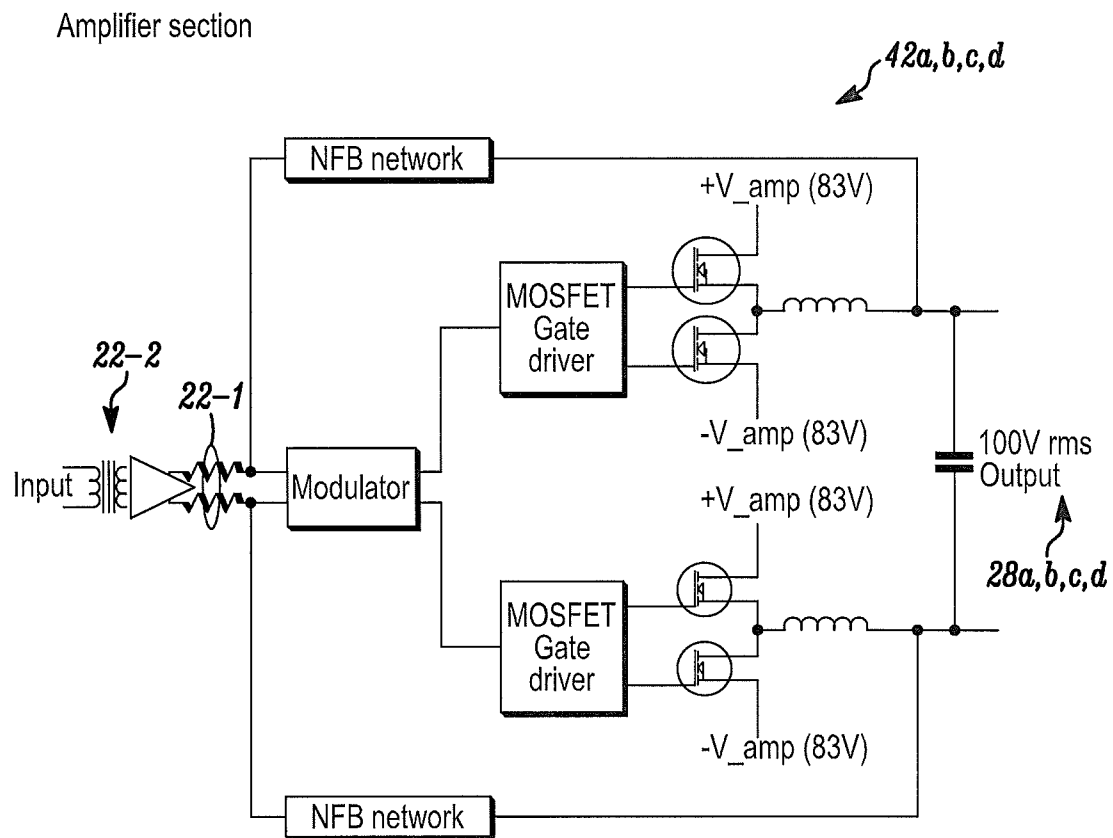 Amplifier section
42a,b,c,d
NFB network
+V_amp (83V)
MOSFET
Gate
driver
-V_amp (83V)
22-2
22-1
Input
Modulator
100V rms
Output
28a,b,c,d
+V_amp (83V)
MOSFET
Gate
driver
-V_amp (83V)
NFB network